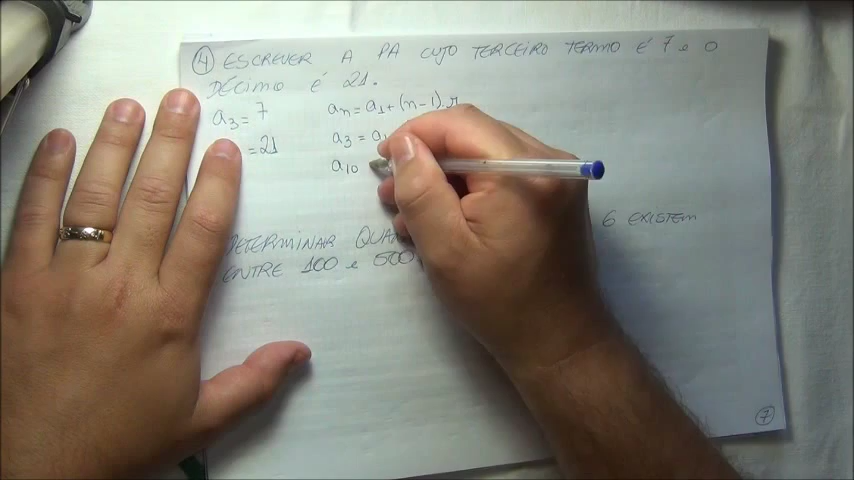 4 ESCREVER A PA CUJO TERCEIRO TERMO É 7 e O
DÉCIMO É 21.
a3 = 7 an = a1 + (n-1).r
= 21 a3 = a1
a10
DETERMINAR 6 EXISTEM
ENTRE 100 e 500
7